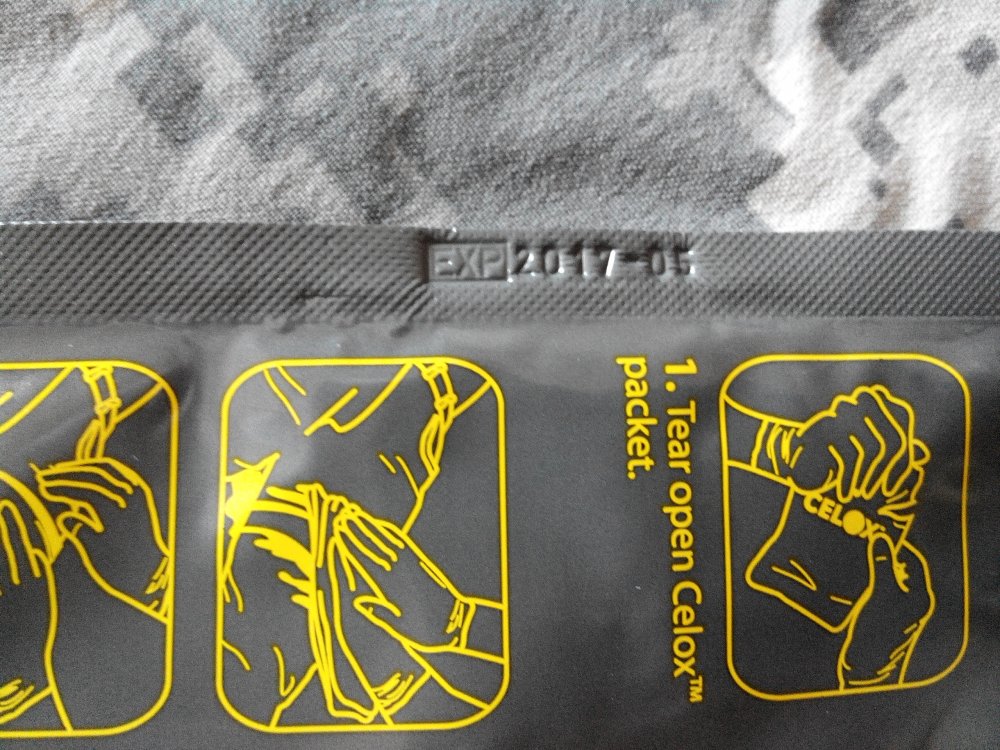 EXP 2017-05
1. Tear open Celox™
packet.
CELOX